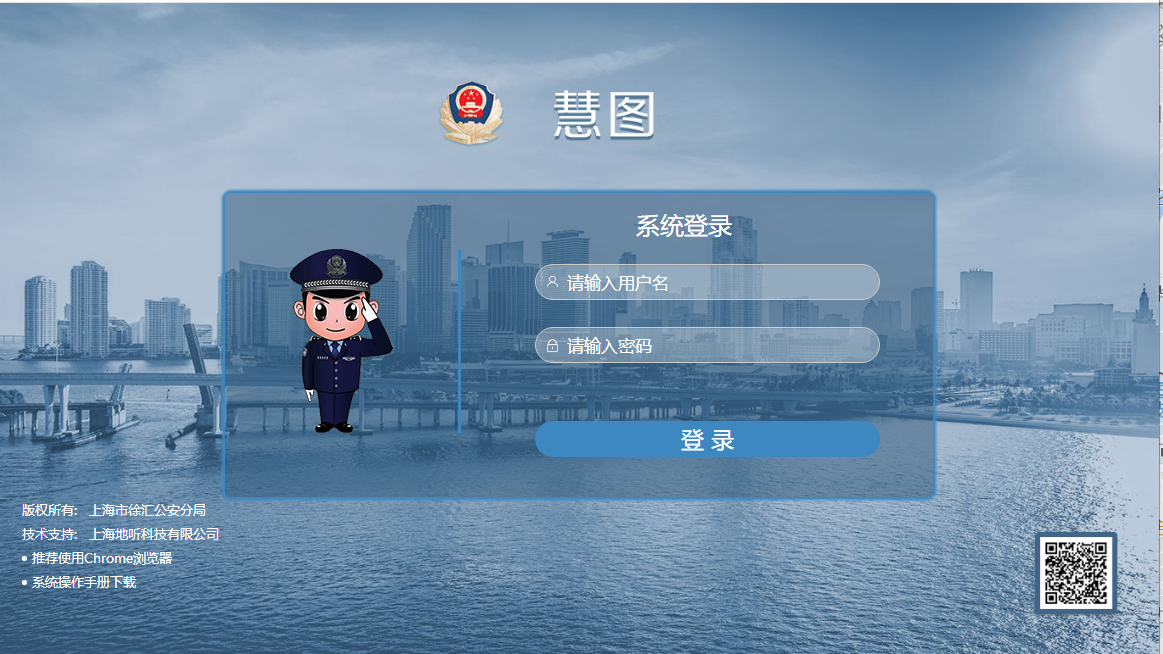 慧图
系统登录
请输入用户名
请输入密码
登 录
版权所有: 上海市徐汇公安分局
技术支持: 上海地听科技有限公司
• 推荐使用Chrome浏览器
• 系统操作手册下载